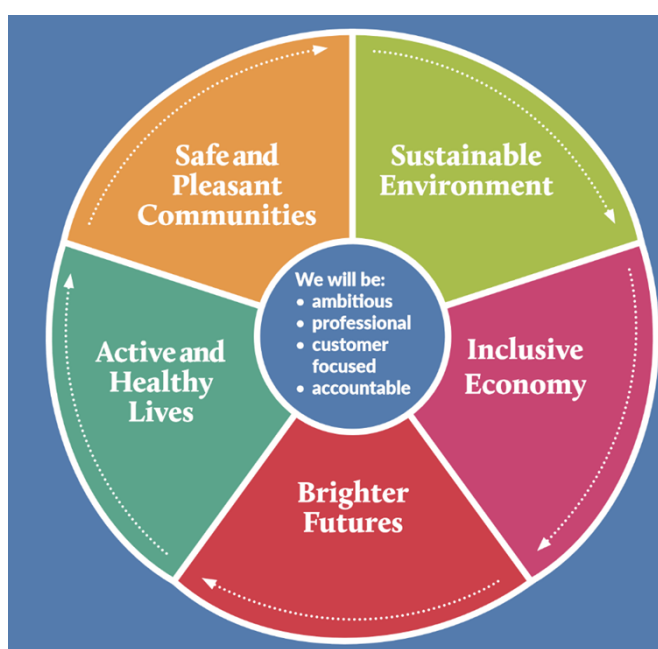 Safe and
Pleasant
Communities
Sustainable
Environment
We will be:
• ambitious
• professional
• customer
focused
• accountable
Active and
Healthy
Lives
Inclusive
Economy
Brighter
Futures